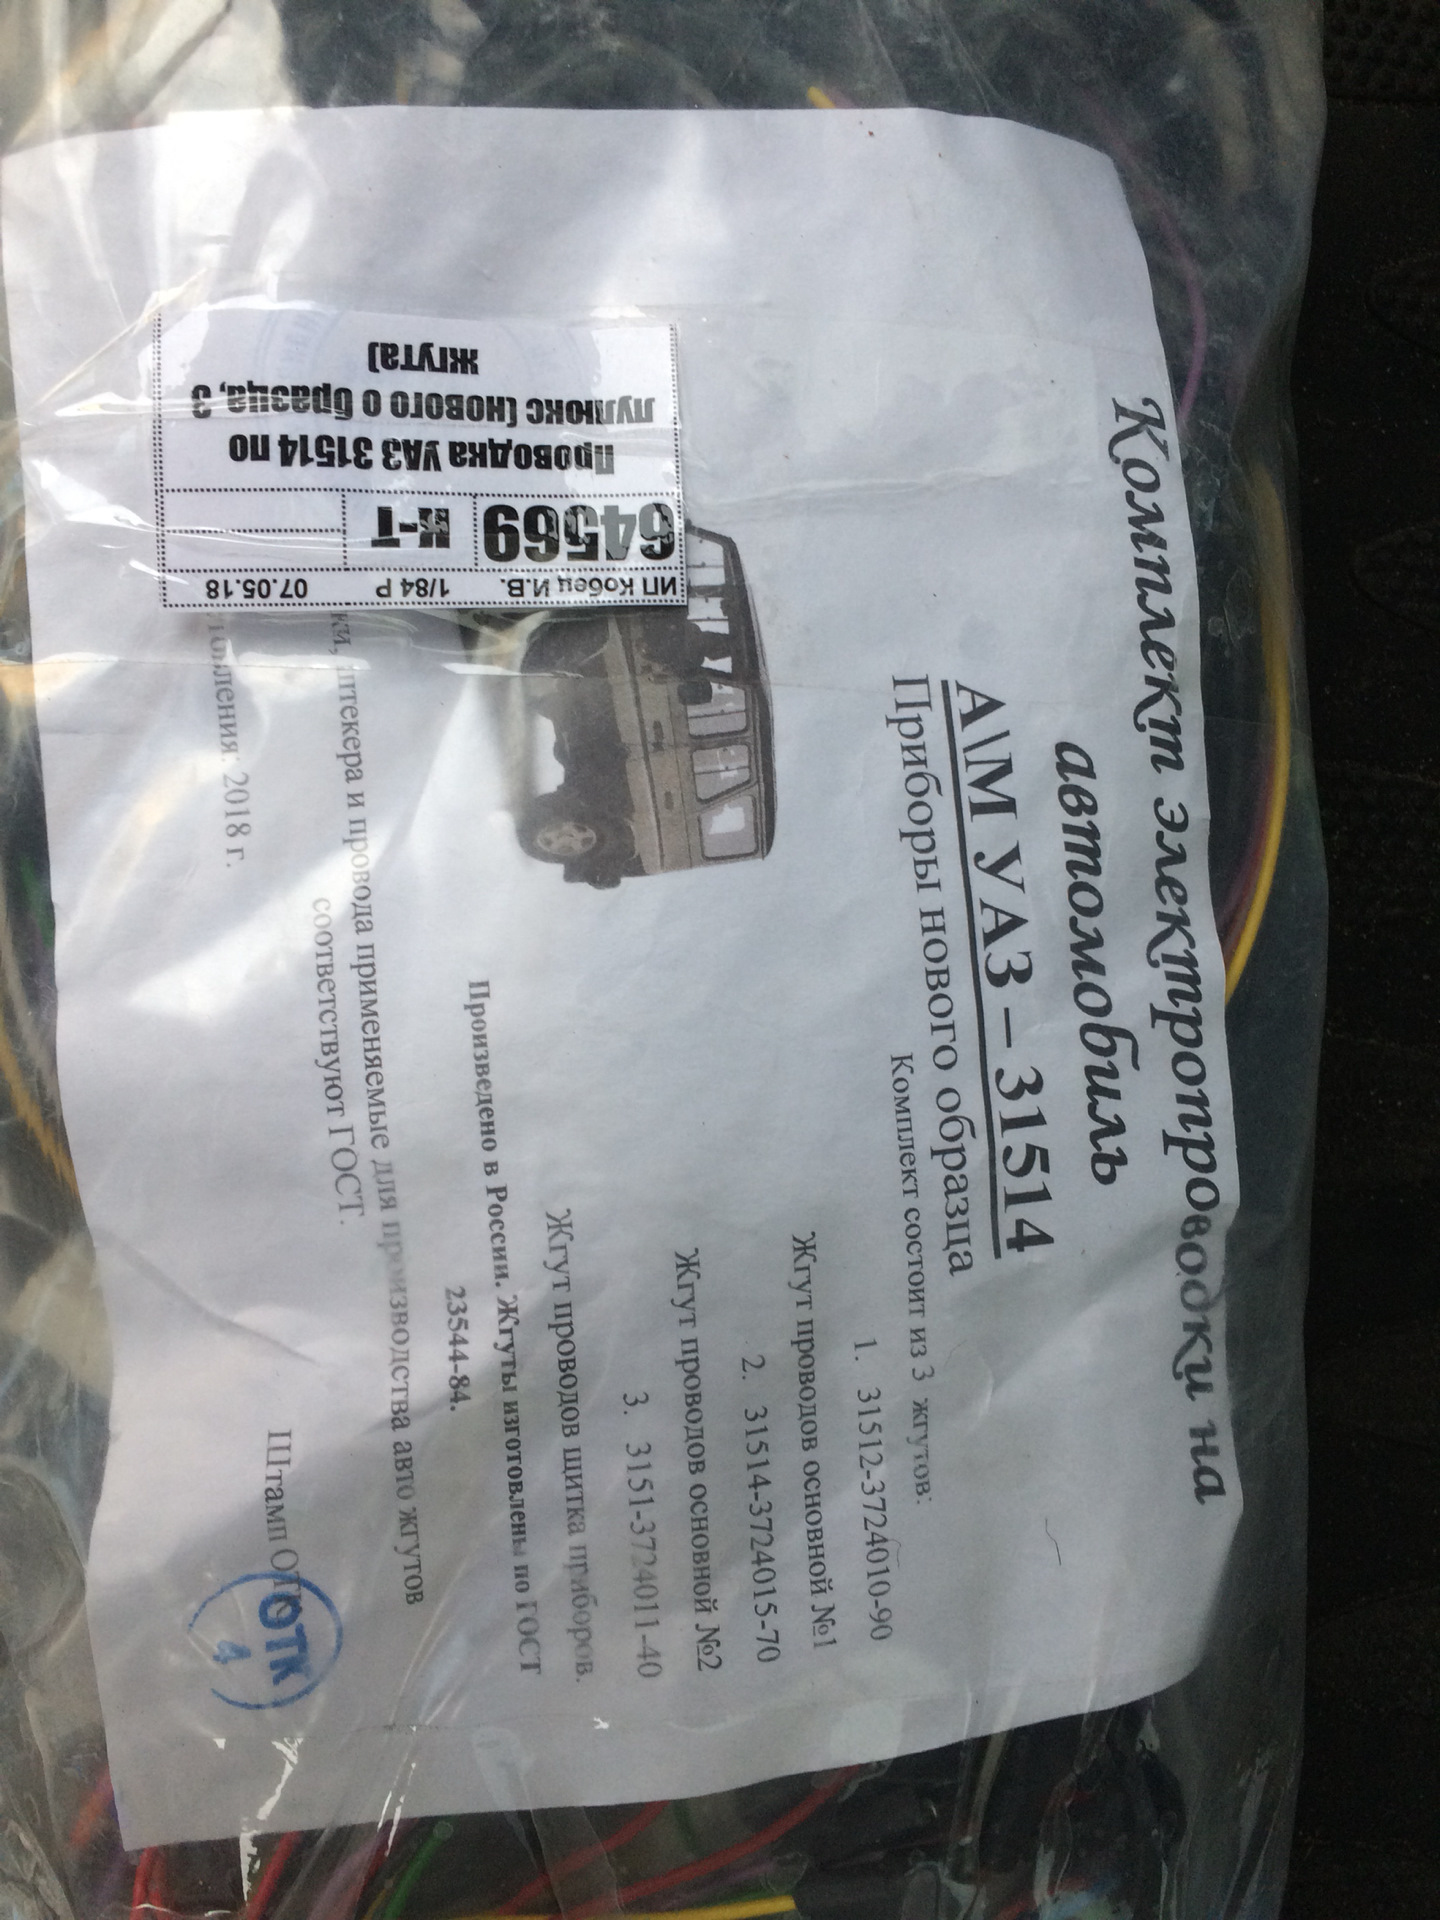 Комплект электропроводки на
автомобиль
А\М УАЗ – 31514
Приборы нового образца
Комплект состоит из 3 жгутов:
1. 31512-3724010-90
Жгут проводов основной №1
2. 31514-3724015-70
Жгут проводов основной №2
3. 3151-3724011-40
Жгут проводов щитка приборов.
Произведено в России. Жгуты изготовлены по ГОСТ
23544-84.
штекера и провода применяемые для производства авто жгутов
соответствуют ГОСТ.
2018 г.
Штамп ОТК
ОТК
4
ИП Кобец И.В. 1/84 Р 07.05.18
64569 К-Т
Проводка УАЗ 31514 по
лулюкс (нового о бразца, 3
жгута)